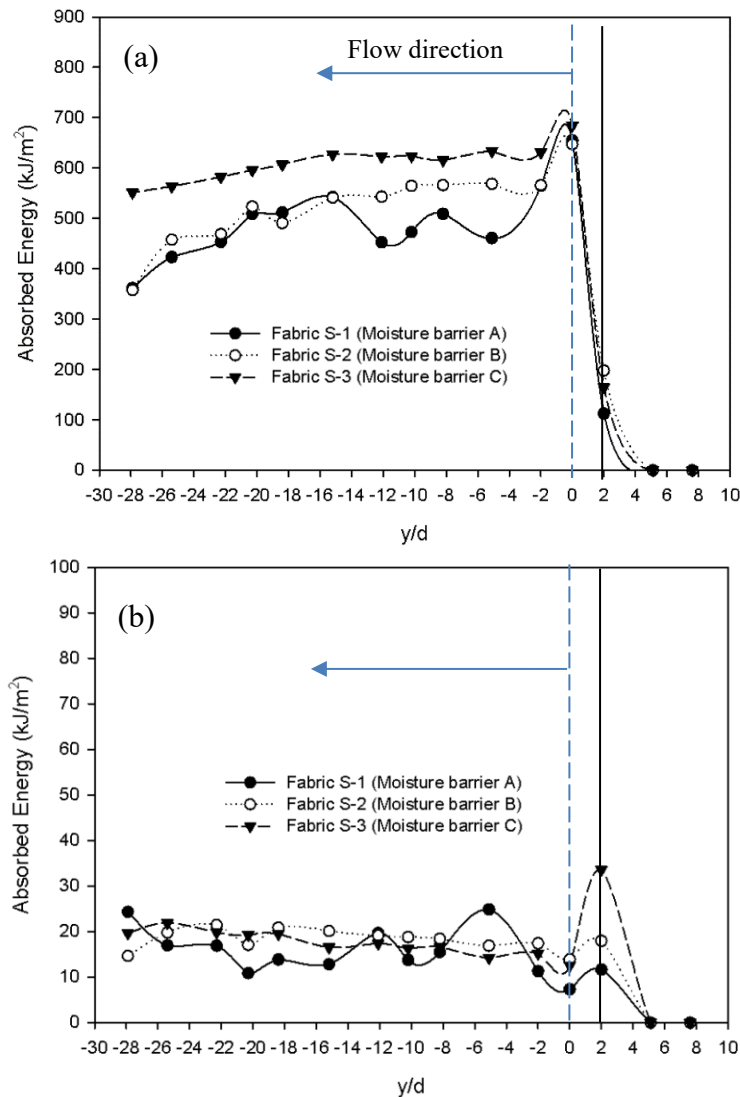 (a)
Flow direction
Absorbed Energy (kJ/m²)
900
800
700
600
500
400
300
200
100
0
Fabric S-1 (Moisture barrier A)
Fabric S-2 (Moisture barrier B)
Fabric S-3 (Moisture barrier C)
-30 -28 -26 -24 -22 -20 -18 -16 -14 -12 -10 -8 -6 -4 -2 0 2 4 6 8 10
y/d
(b)
Absorbed Energy (kJ/m²)
100
90
80
70
60
50
40
30
20
10
0
Fabric S-1 (Moisture barrier A)
Fabric S-2 (Moisture barrier B)
Fabric S-3 (Moisture barrier C)
-30 -28 -26 -24 -22 -20 -18 -16 -14 -12 -10 -8 -6 -4 -2 0 2 4 6 8 10
y/d